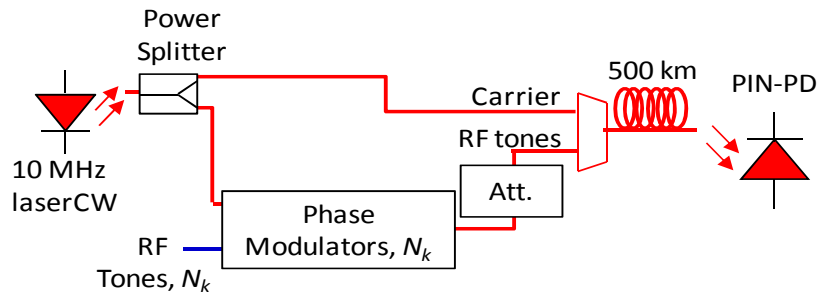 Power
Splitter
500 km
PIN-PD
Carrier
RF tones
10 MHz
laserCW
Att.
Phase
Modulators, Nk
RF
Tones, Nk